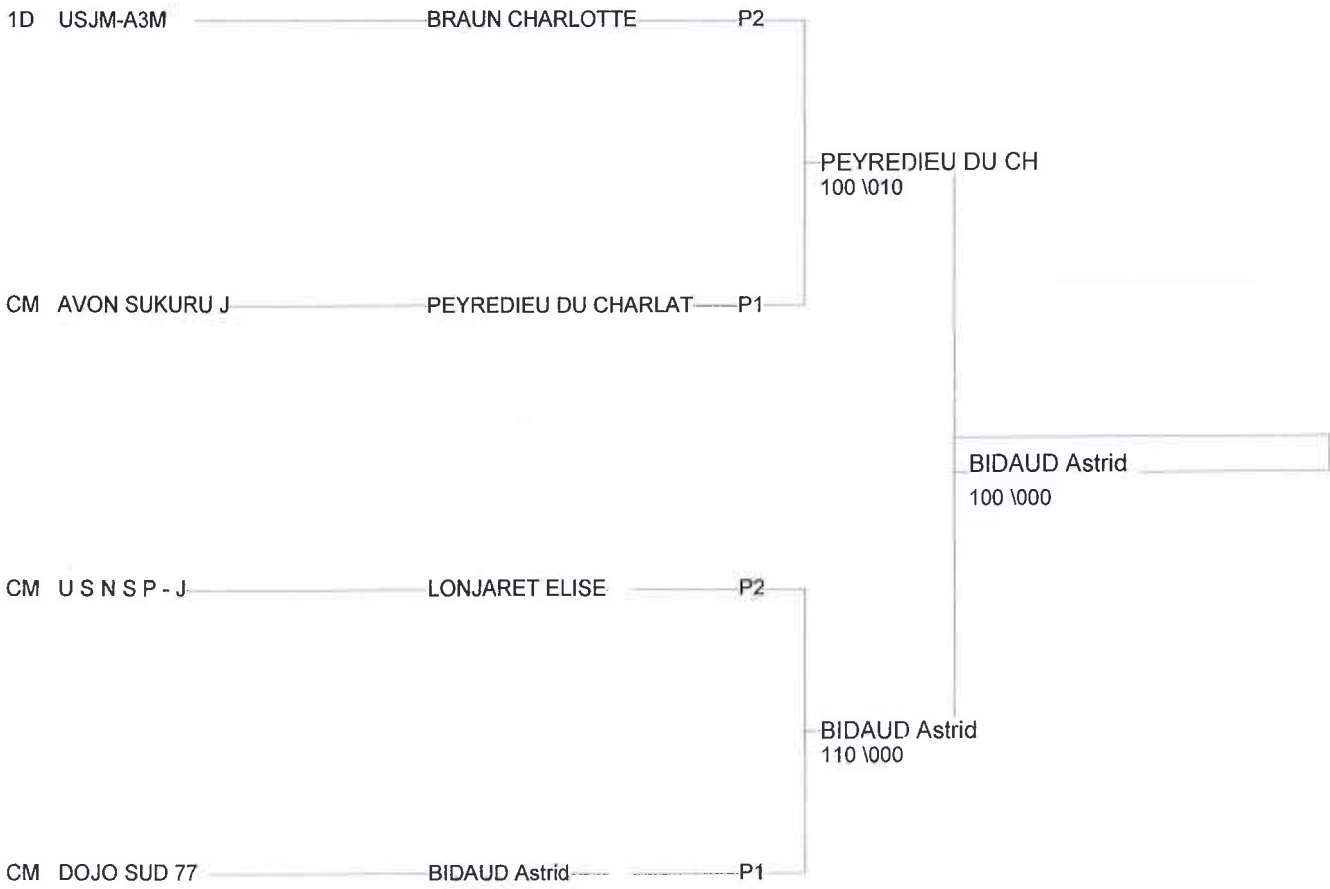 1D USJM-A3M BRAUN CHARLOTTE P2
PEYREDIEU DU CH
100 \010
CM AVON SUKURU J PEYREDIEU DU CHARLAT P1
BIDAUD Astrid
100 \000
CM U S N S P - J LONJARET ELISE P2
BIDAUD Astrid
110 \000
CM DOJO SUD 77 BIDAUD Astrid P1